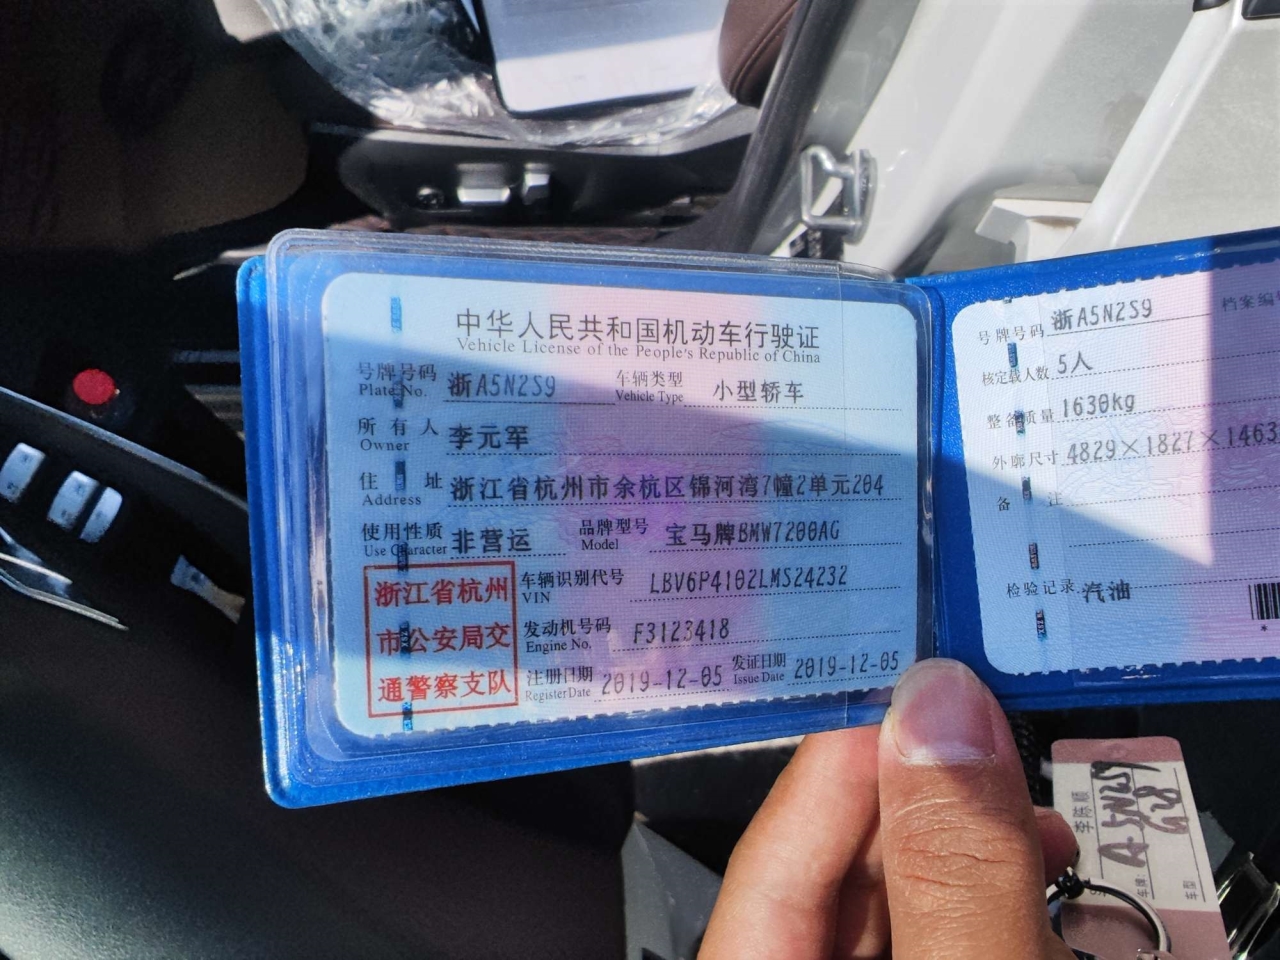 中华人民共和国机动车行驶证
Vehicle License of the People's Republic of China
号牌号码 浙A5N2S9 车辆类型 小型轿车
Plate No. Vehicle Type
所有人 李元军
Owner
住址 浙江省杭州市余杭区锦河湾7幢2单元204
Address
使用性质 非营运 品牌型号 宝马牌BMW7200AG
Use Character Model
浙江省杭州
市公安局交
通警察支队
车辆识别代号 LBV6P4102LMS24232
VIN
发动机号码 F3123418
Engine No.
注册日期 2019-12-05 发证日期 2019-12-05
Register Date Issue Date
号牌号码 浙A5N2S9 档案编
核定载人数 5人
整备质量 1630kg
外廓尺寸 4829×1827×1463
备注
检验记录 汽油
*
A5N2S9
车牌:
车型